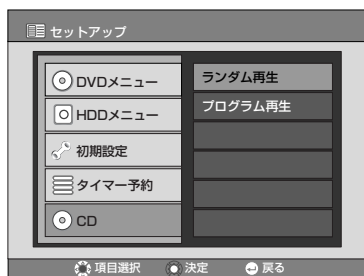 セットアップ
DVDメニュー
HDDメニュー
初期設定
タイマー予約
CD
ランダム再生
プログラム再生
項目選択 決定 戻る